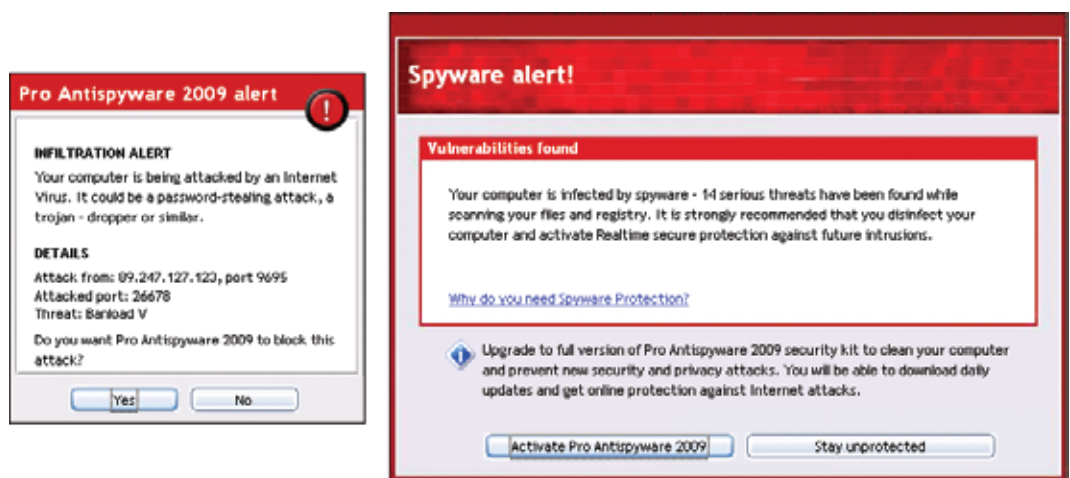 Pro Antispyware 2009 alert
!
INFILTRATION ALERT
Your computer is being attacked by an Internet
Virus. It could be a password-stealing attack, a
trojan - dropper or similar.
DETAILS
Attack from: 89.247.127.123, port 9695
Attacked port: 26678
Threat: Banload V
Do you want Pro Antispyware 2009 to block this
attack?
Yes
No
Spyware alert!
Vulnerabilities found
Your computer is infected by spyware - 14 serious threats have been found while
scanning your files and registry. It is strongly recommended that you disinfect your
computer and activate Realtime secure protection against future intrusions.
Why do you need Spyware Protection?
Upgrade to full version of Pro Antispyware 2009 security kit to clean your computer
and prevent new security and privacy attacks. You will be able to download daily
updates and get online protection against Internet attacks.
Activate Pro Antispyware 2009
Stay unprotected